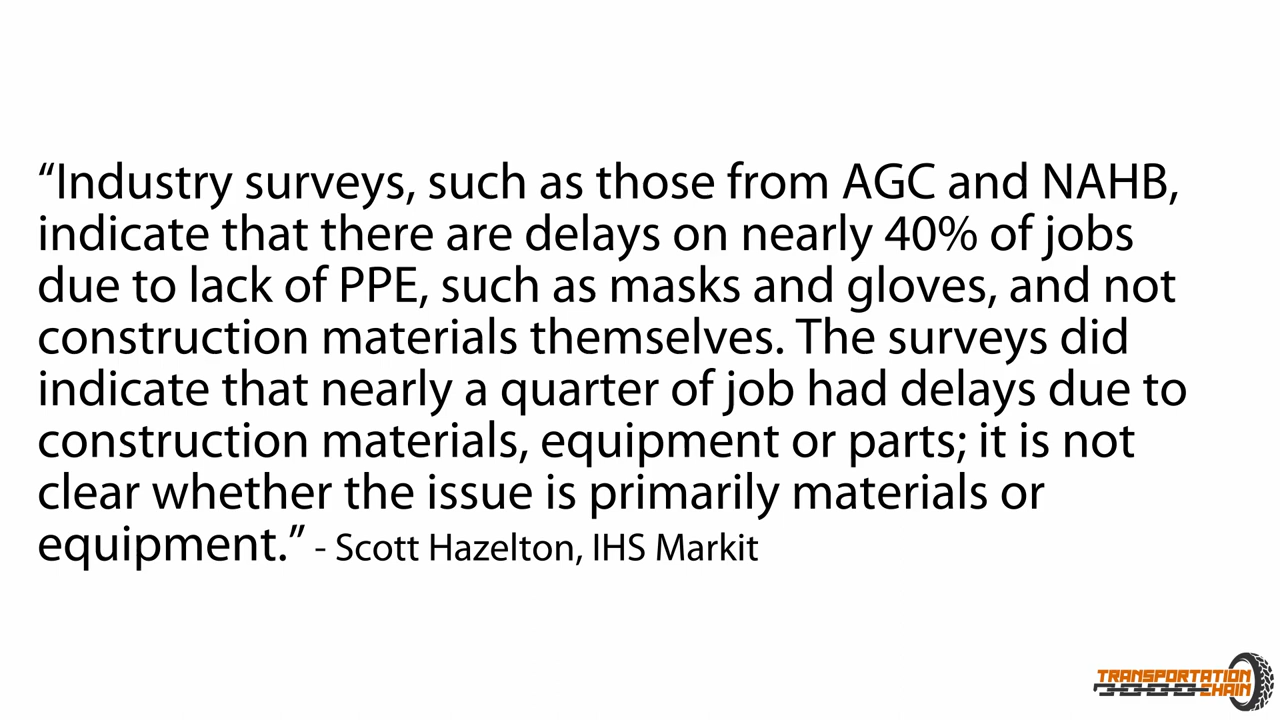 “Industry surveys, such as those from AGC and NAHB,
indicate that there are delays on nearly 40% of jobs
due to lack of PPE, such as masks and gloves, and not
construction materials themselves. The surveys did
indicate that nearly a quarter of job had delays due to
construction materials, equipment or parts; it is not
clear whether the issue is primarily materials or
equipment.” - Scott Hazelton, IHS Markit
TRANSPORTATION
CHAIN